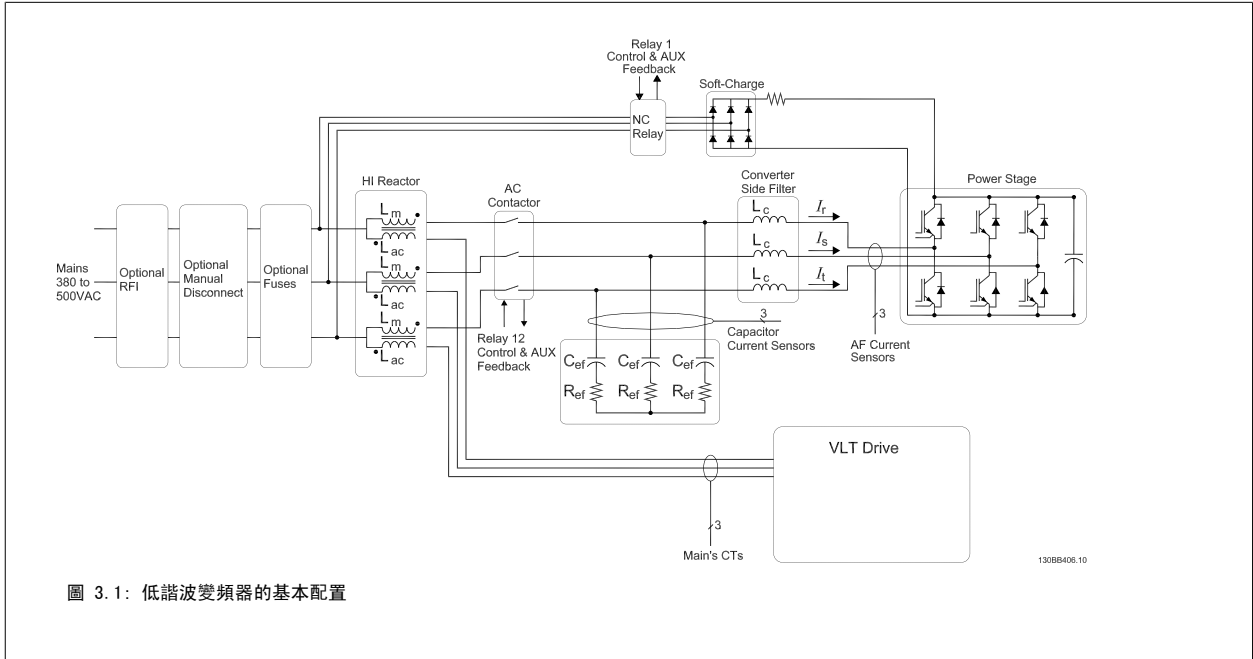 Relay 1
Control & AUX
Feedback
Soft-Charge
NC
Relay
HI Reactor
AC
Contactor
Converter
Side Filter
Power Stage
Mains
380 to
500VAC
Optional
RFI
Optional
Manual
Disconnect
Optional
Fuses
Lm
Lac
Lm
Lac
Lm
Lac
Lc
Ir
Lc
Is
Lc
It
Relay 12
Control & AUX
Feedback
3
Capacitor
Current Sensors
3
AF Current
Sensors
Cef
Cef
Cef
Ref
Ref
Ref
VLT Drive
3
Main's CTs
130BB406.10
圖 3.1: 低諧波變頻器的基本配置